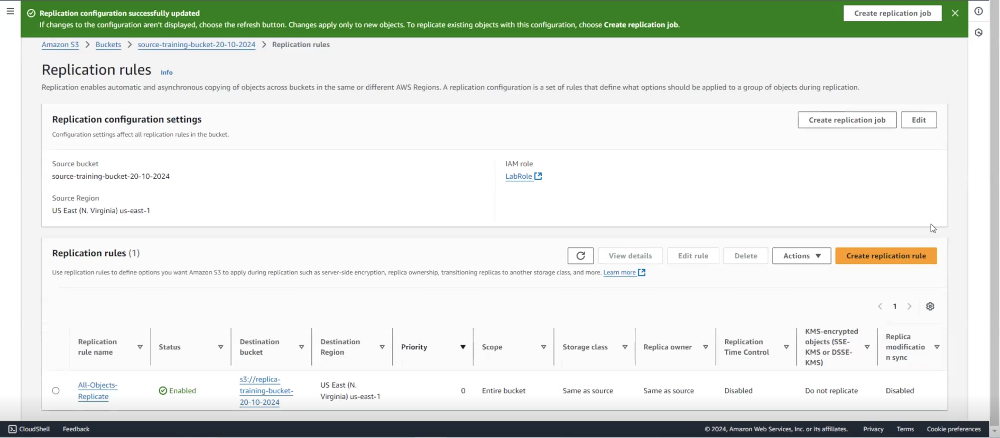 Replication configuration successfully updated
Create replication job
If changes to the configuration aren't displayed, choose the refresh button. Changes apply only to new objects. To replicate existing objects with this configuration, choose Create replication job.
Amazon S3 > Buckets > source-training-bucket-20-10-2024 > Replication rules
Replication rules Info
Replication enables automatic and asynchronous copying of objects across buckets in the same or different AWS Regions. A replication configuration is a set of rules that define what options should be applied to a group of objects during replication.
Replication configuration settings
Create replication job Edit
Configuration settings affect all replication rules in the bucket.
Source bucket
source-training-bucket-20-10-2024
Source Region
US East (N. Virginia) us-east-1
IAM role
LabRole
Replication rules (1)
View details Edit rule Delete Actions Create replication rule
Use replication rules to define options you want Amazon S3 to apply during replication such as server-side encryption, replica ownership, transitioning replicas to another storage class, and more. Learn more
1
Replication
rule name
Status
Destination
bucket
Destination
Region
Priority
Scope
Storage class
Replica owner
Replication
Time Control
KMS-encrypted
objects (SSE-
KMS or DSSE-
KMS)
Replica
modificatio
n sync
All-Objects-
Replicate
Enabled
s3://replica-
training-bucket-
20-10-2024
US East (N.
Virginia) us-east-1
0
Entire bucket
Same as source
Same as source
Disabled
Do not replicate
Disabled
CloudShell Feedback
© 2024, Amazon Web Services, Inc. or its affiliates. Privacy Terms Cookie preferences